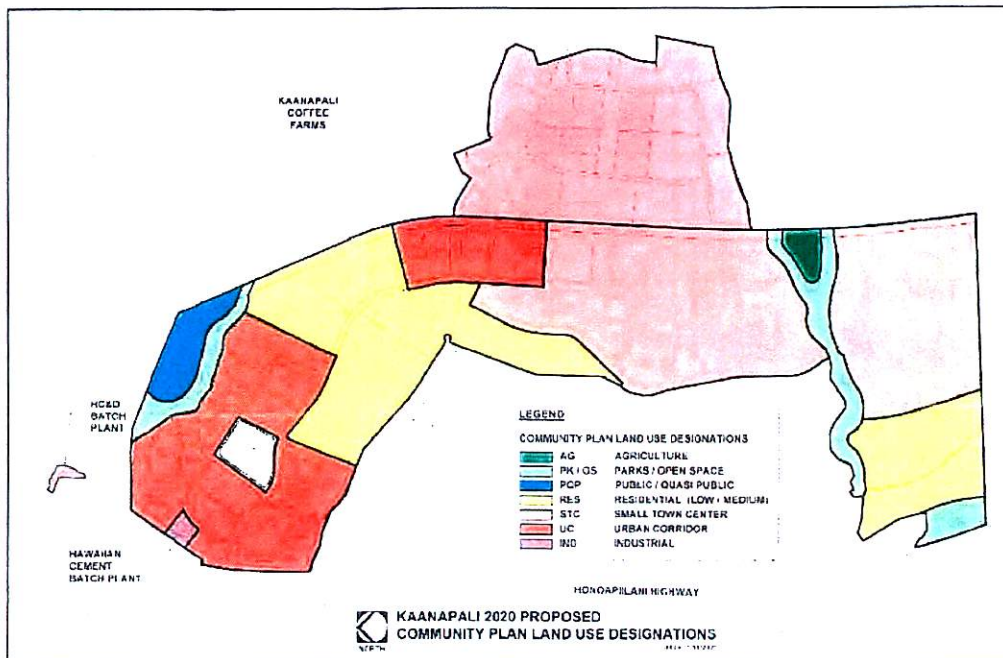 KAANAPALI
COFFEE
FARMS
HC&D
BATCH
PLANT
HAWAIIAN
CEMENT
BATCH PLANT
LEGEND
COMMUNITY PLAN LAND USE DESIGNATIONS
AG AGRICULTURE
PK / OS PARKS / OPEN SPACE
PQP PUBLIC / QUASI PUBLIC
RES RESIDENTIAL (LOW / MEDIUM)
STC SMALL TOWN CENTER
UC URBAN CORRIDOR
IND INDUSTRIAL
HONOAPIILANI HIGHWAY
NORTH
KAANAPALI 2020 PROPOSED
COMMUNITY PLAN LAND USE DESIGNATIONS